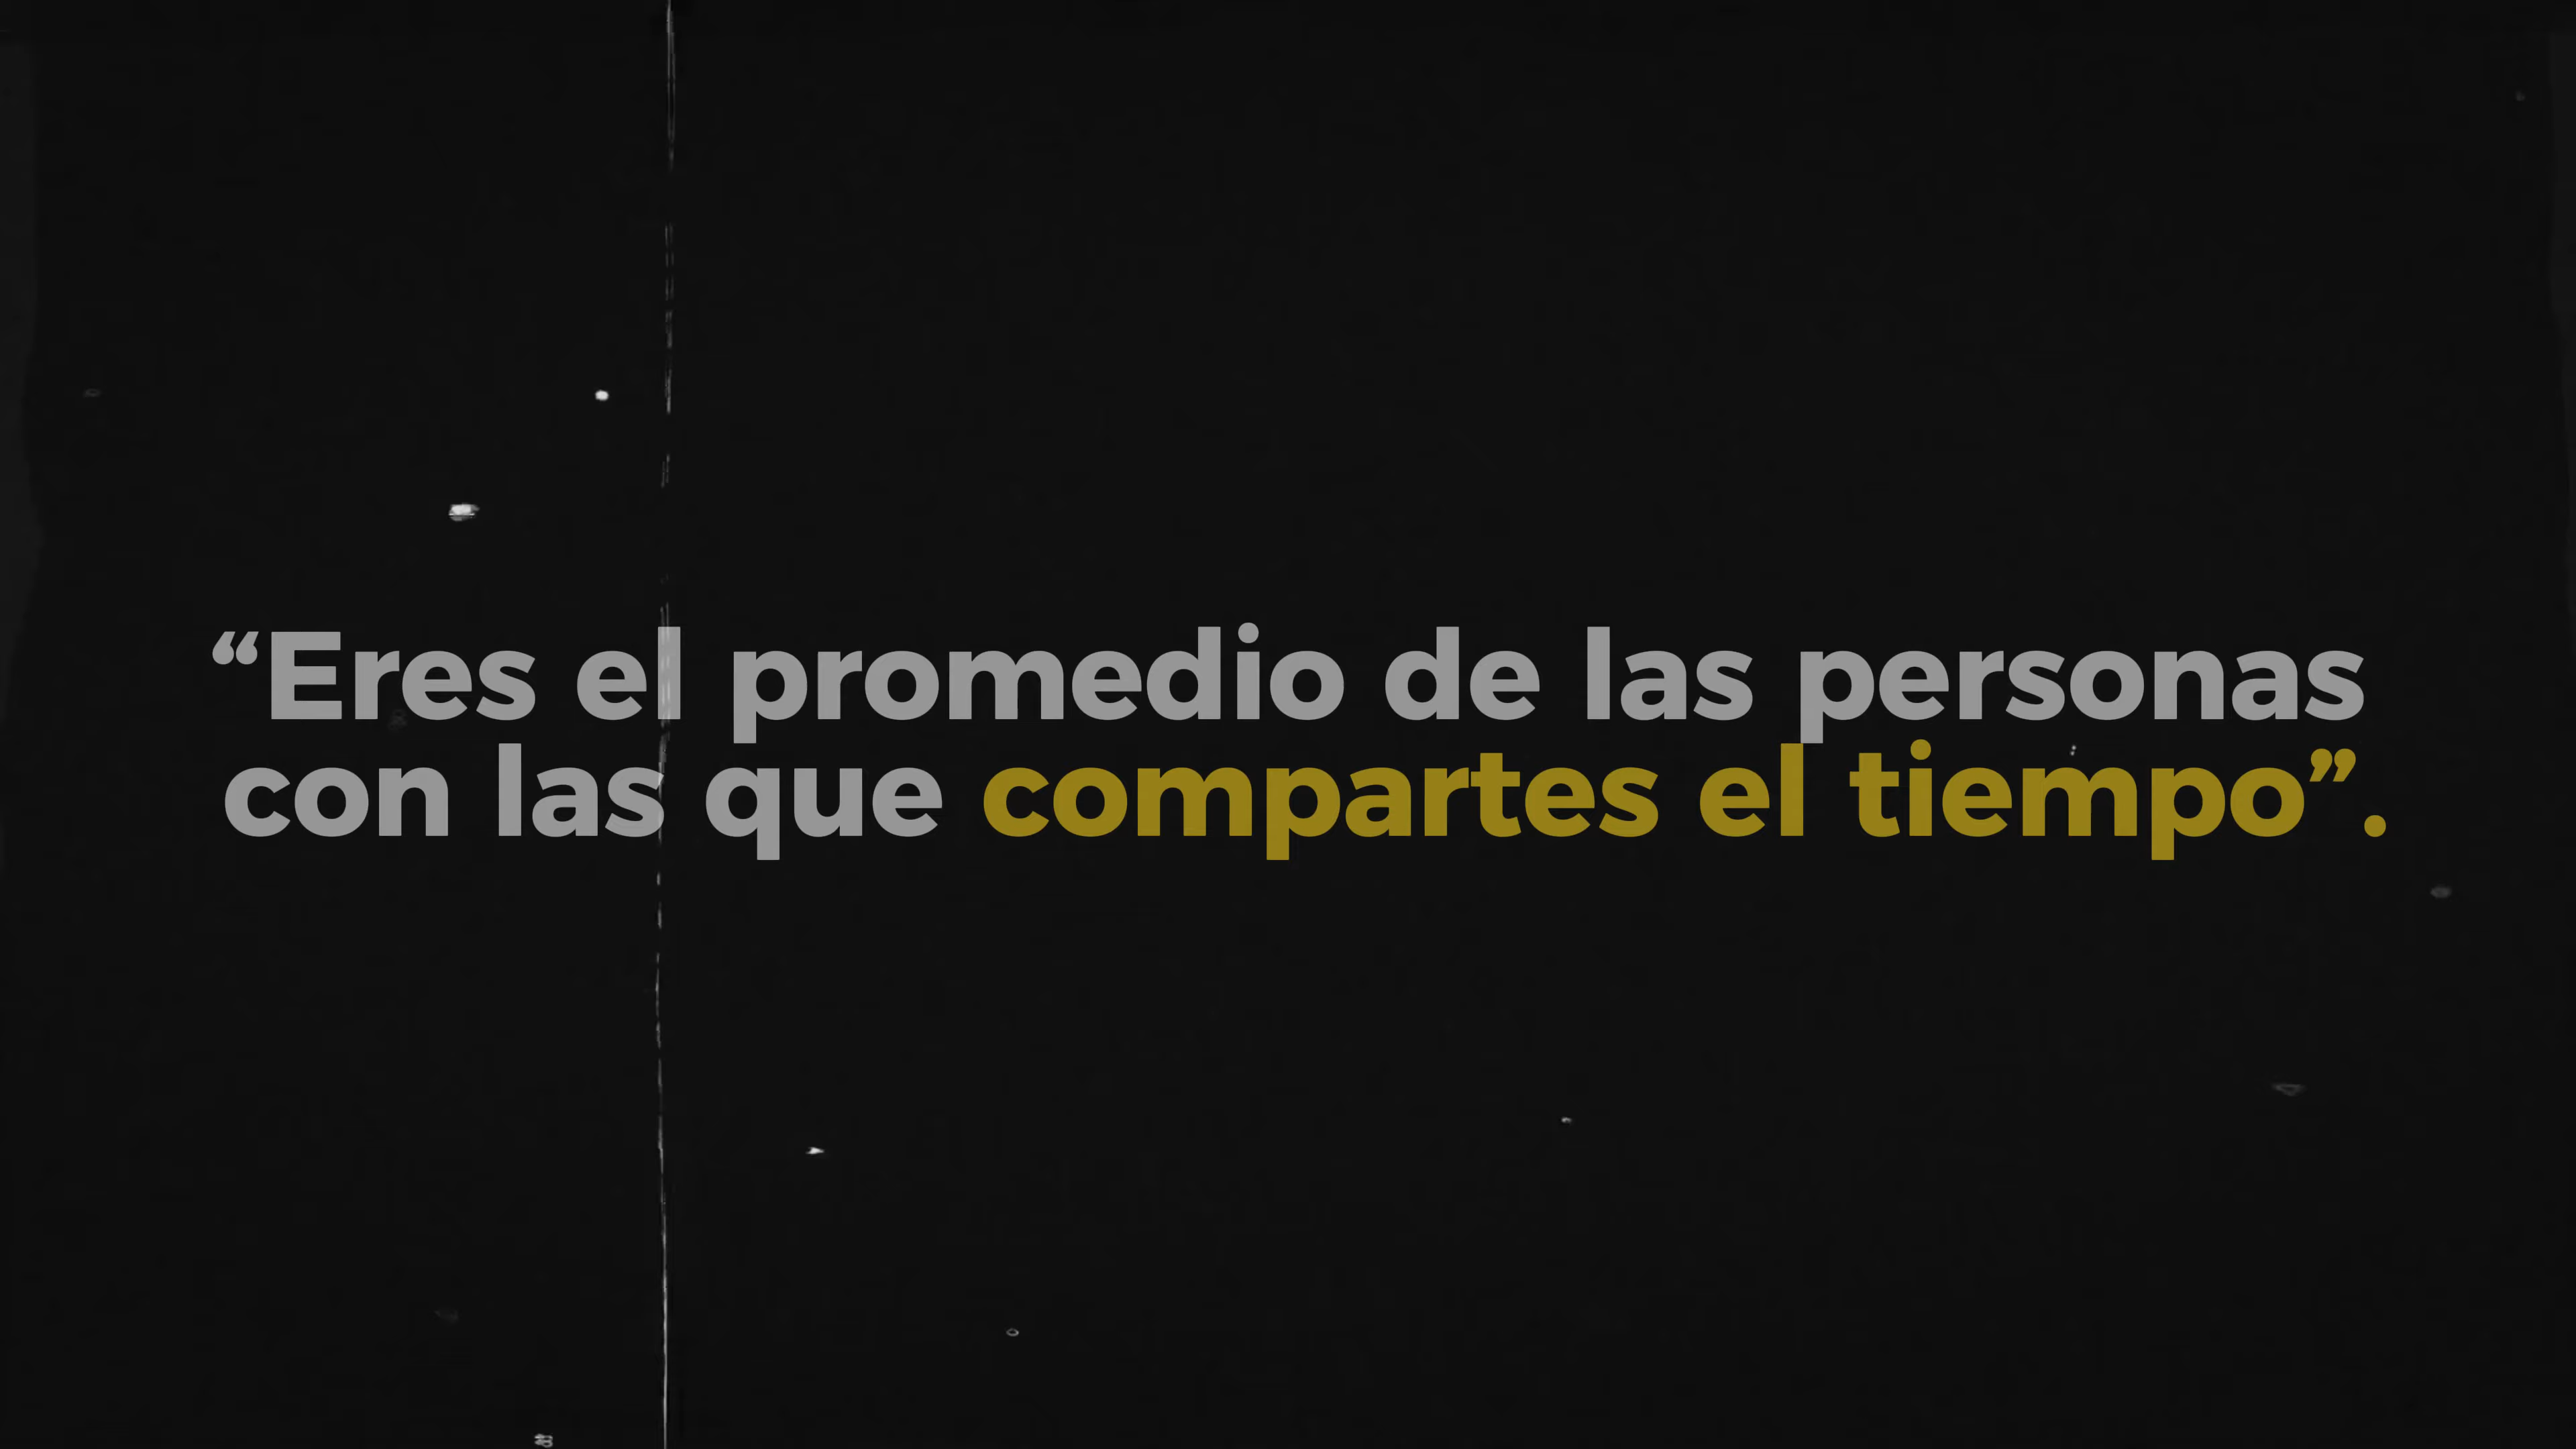 “Eres el promedio de las personas
con las que compartes el tiempo”.